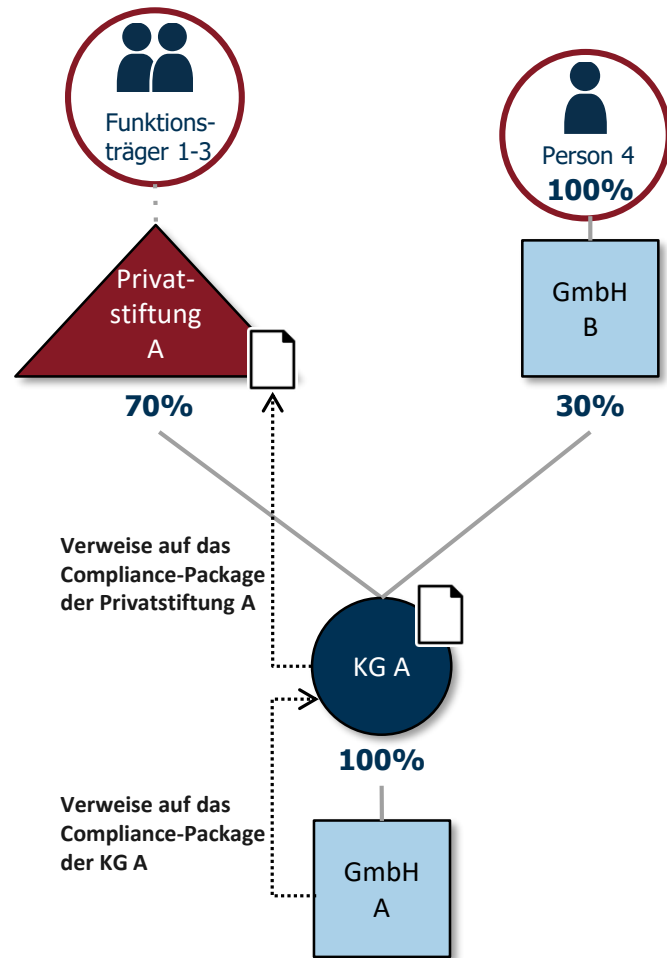 Funktions-
träger 1-3
Person 4
100%
Privat-
stiftung
A
GmbH
B
70%
30%
Verweise auf das
Compliance-Package
der Privatstiftung A
KG A
100%
Verweise auf das
Compliance-Package
der KG A
GmbH
A